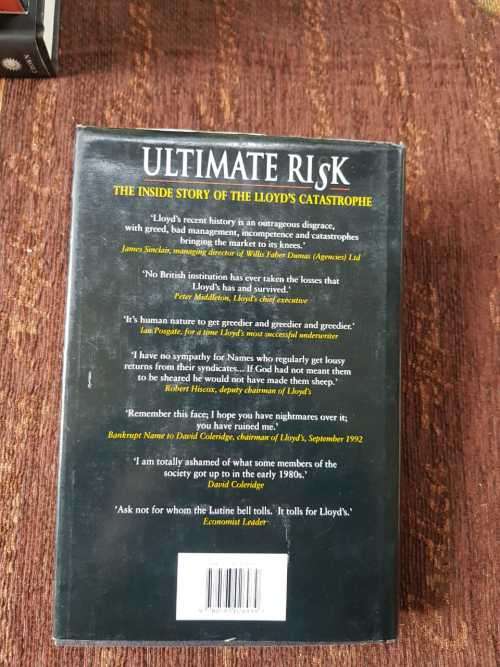 ULTIMATE RISK
THE INSIDE STORY OF THE LLOYD'S CATASTROPHE
'Lloyd's recent history is an outrageous disgrace,
with greed, bad management, incompetence and catastrophes
bringing the market to its knees.'
James Sinclair, managing director of Willis Faber Dumas (Agencies) Ltd
'No British institution has ever taken the losses that
Lloyd's has and survived.'
Peter Middleton, Lloyd's chief executive
'It's human nature to get greedier and greedier and greedier.'
Ian Posgate, for a time Lloyd's most successful underwriter
'I have no sympathy for Names who regularly get lousy
returns from their syndicates... If God had not meant them
to be sheared he would not have made them sheep.'
Robert Hiscox, deputy chairman of Lloyd's
'Remember this face; I hope you have nightmares over it;
you have ruined me.'
Bankrupt Name to David Coleridge, chairman of Lloyd's, September 1992
'I am totally ashamed of what some members of the
society got up to in the early 1980s.'
David Coleridge
'Ask not for whom the Lutine bell tolls. It tolls for Lloyd's.'
Economist Leader